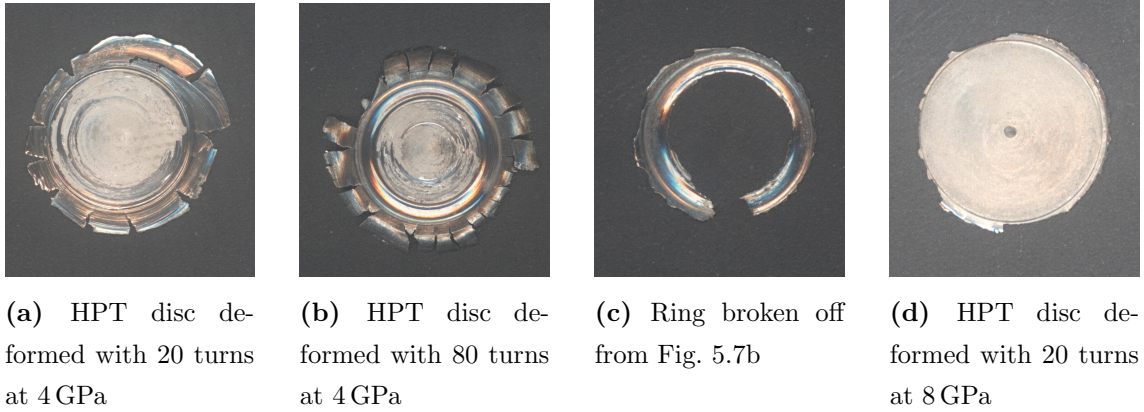 (a) HPT disc de-
formed with 20 turns
at 4 GPa
(b) HPT disc de-
formed with 80 turns
at 4 GPa
(c) Ring broken off
from Fig. 5.7b
(d) HPT disc de-
formed with 20 turns
at 8 GPa